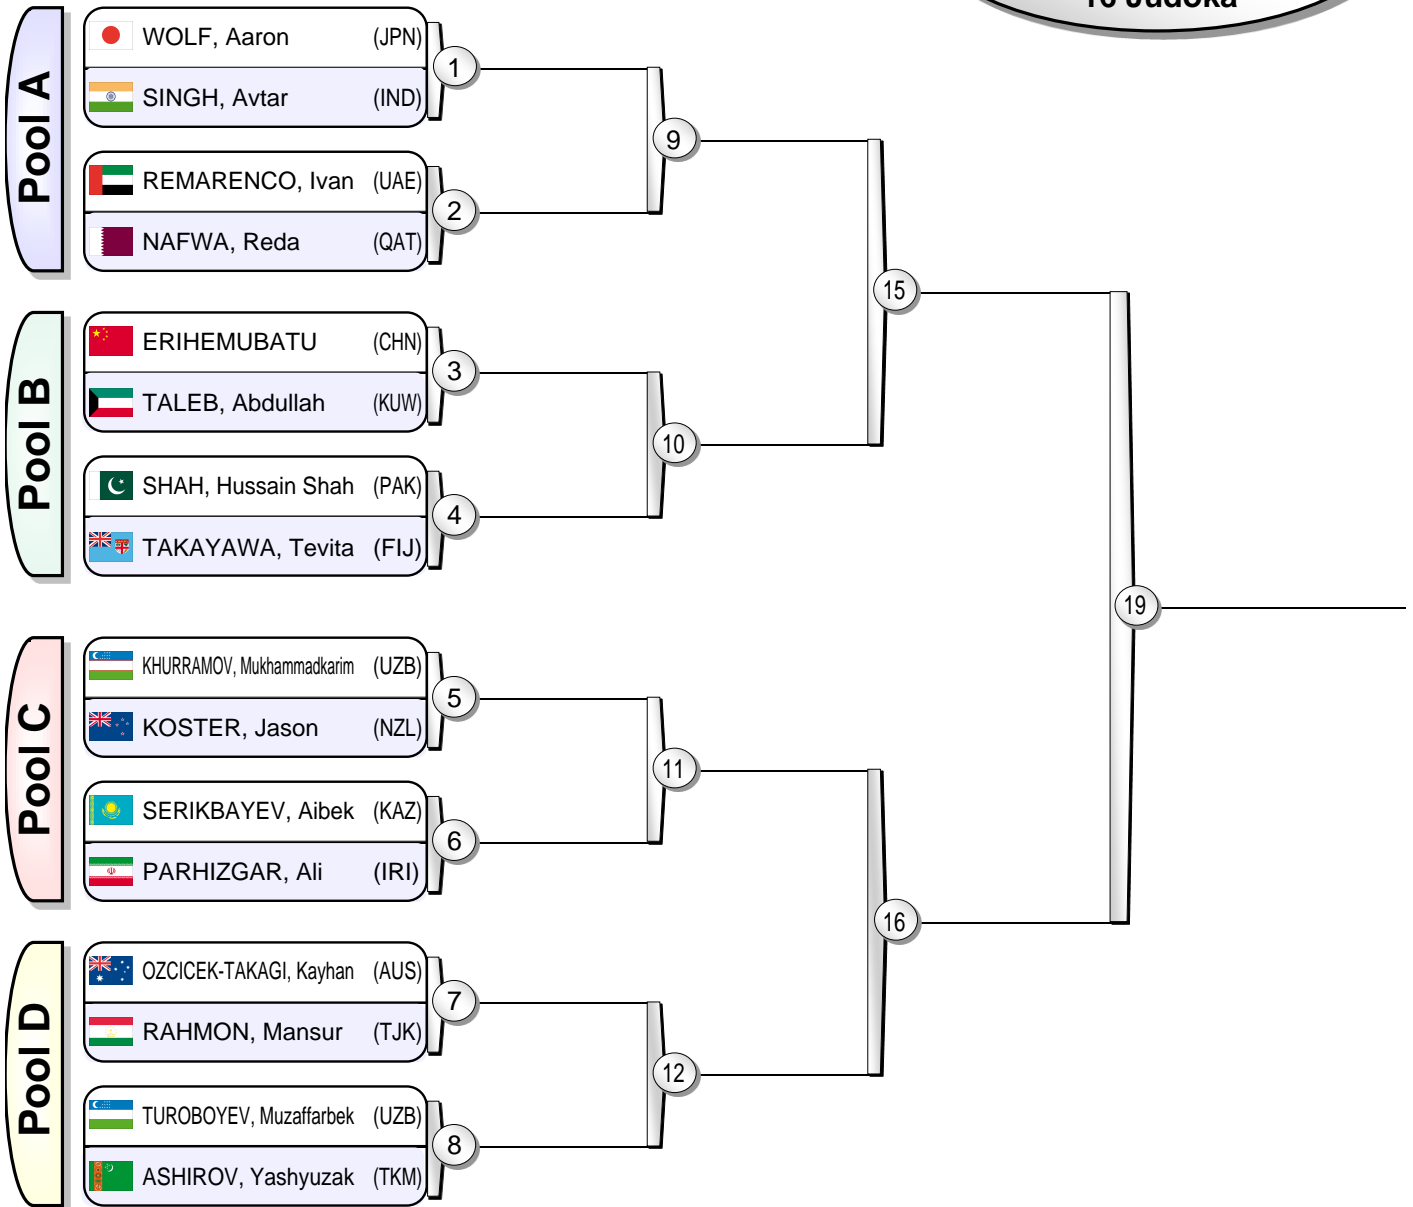 16 Judoka
Pool A
WOLF, Aaron (JPN)
1
SINGH, Avtar (IND)
9
REMARENCO, Ivan (UAE)
2
NAFWA, Reda (QAT)
15
Pool B
ERIHEMUBATU (CHN)
3
TALEB, Abdullah (KUW)
10
SHAH, Hussain Shah (PAK)
4
TAKAYAWA, Tevita (FIJ)
19
Pool C
KHURRAMOV, Mukhammadkarim (UZB)
5
KOSTER, Jason (NZL)
11
SERIKBAYEV, Aibek (KAZ)
6
PARHIZGAR, Ali (IRI)
16
Pool D
OZCICEK-TAKAGI, Kayhan (AUS)
7
RAHMON, Mansur (TJK)
12
TUROBOYEV, Muzaffarbek (UZB)
8
ASHIROV, Yashyuzak (TKM)